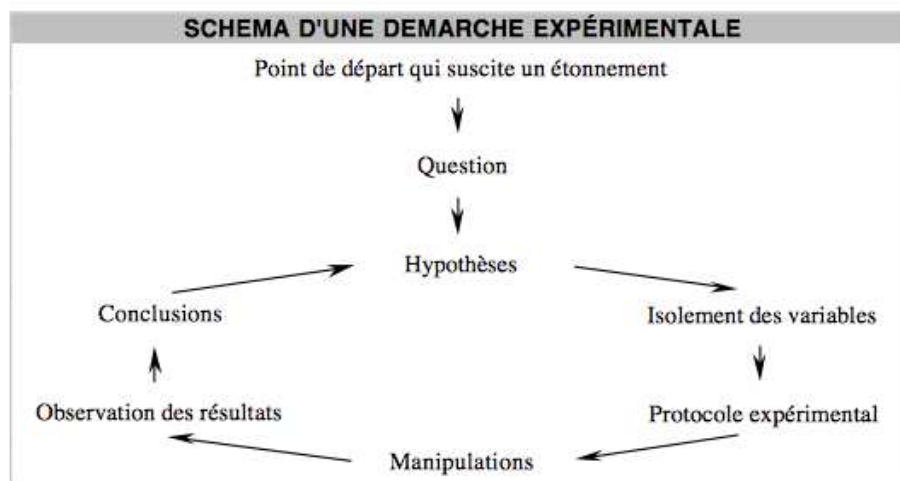 SCHEMA D'UNE DEMARCHE EXPÉRIMENTALE
Point de départ qui suscite un étonnement
Question
Hypothèses
Conclusions
Isolement des variables
Observation des résultats
Protocole expérimental
Manipulations